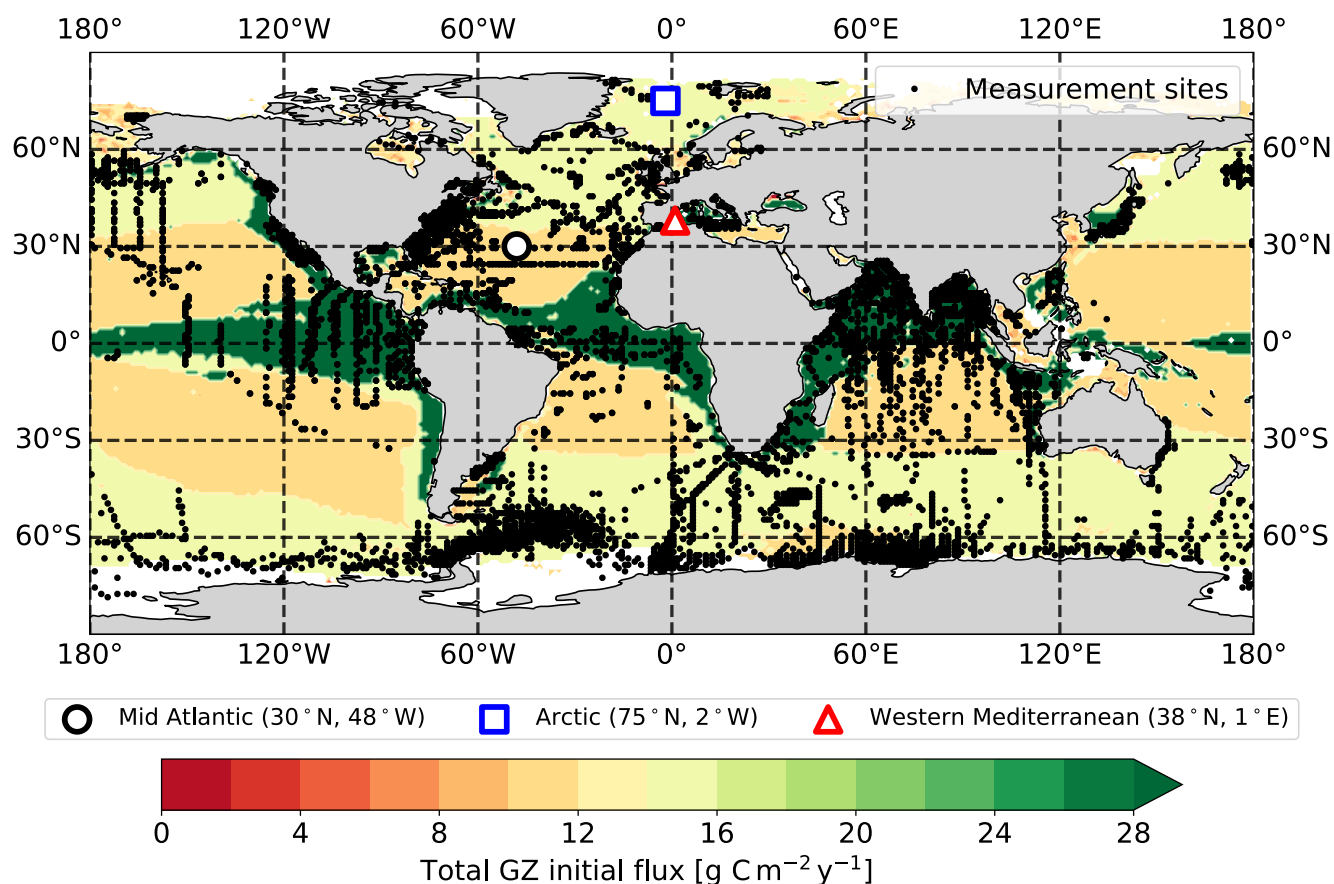 180° 120°W 60°W 0° 60°E 120°E 180°
Measurement sites
60°N 60°N
30°N 30°N
0° 0°
30°S 30°S
60°S 60°S
180° 120°W 60°W 0° 60°E 120°E 180°
Mid Atlantic (30°N, 48°W) Arctic (75°N, 2°W) Western Mediterranean (38°N, 1°E)
0 4 8 12 16 20 24 28
Total GZ initial flux [g C m⁻² y⁻¹]